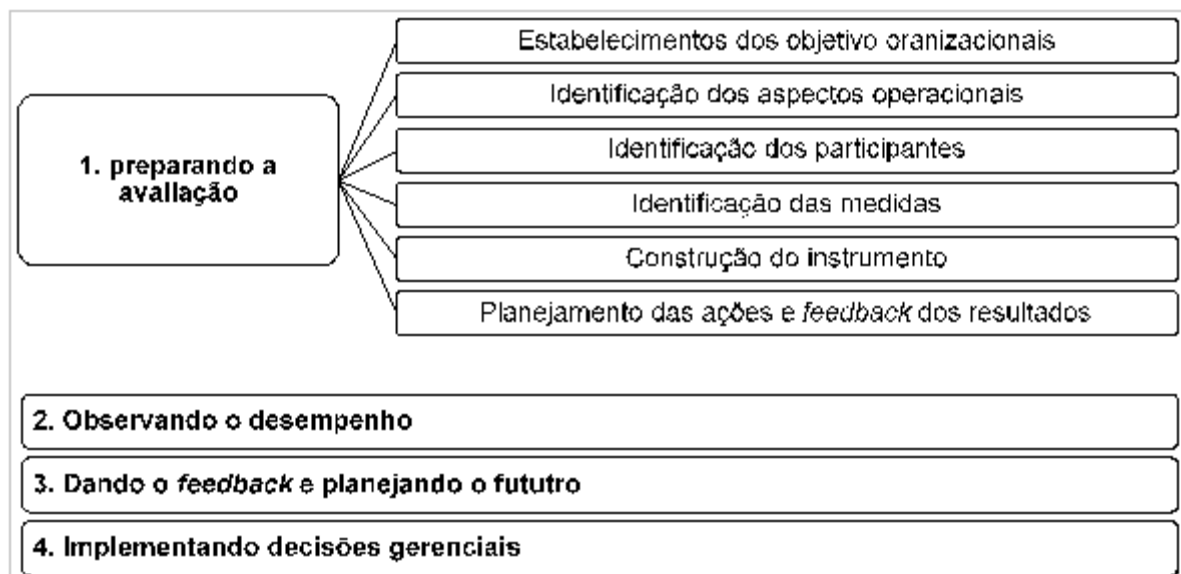 Estabelecimentos dos objetivo oranizacionais
Identificação dos aspectos operacionais
Identificação dos participantes
Identificação das medidas
Construção do instrumento
Planejamento das ações e feedback dos resultados
1. preparando a
avaliação
2. Observando o desempenho
3. Dando o feedback e planejando o fututro
4. Implementando decisões gerenciais